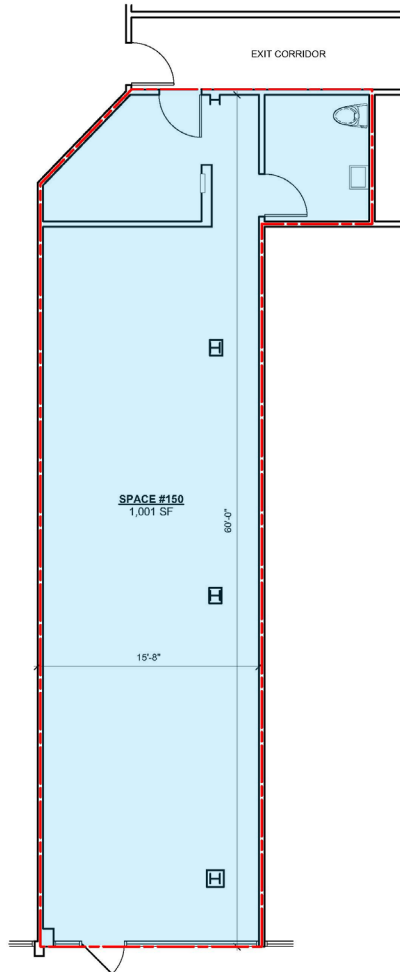 EXIT CORRIDOR
SPACE #150
1,001 SF
60'-0"
15'-8"